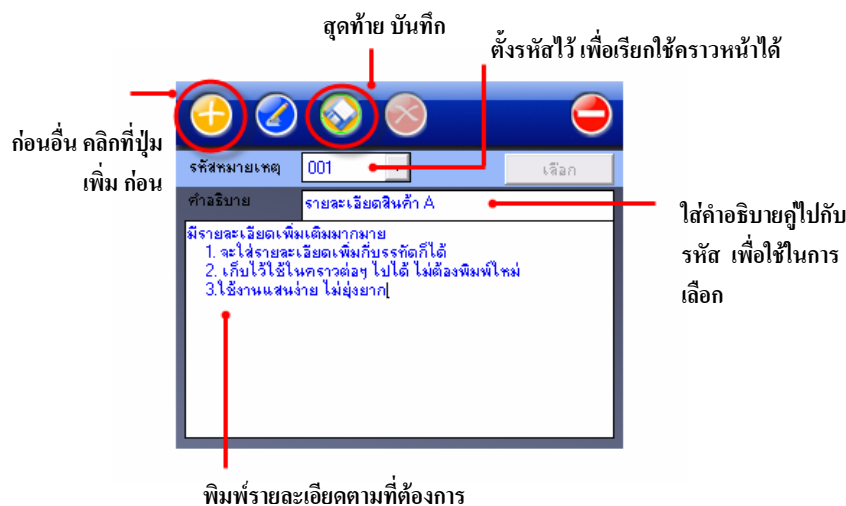 สุดท้าย บันทึก
ตั้งรหัสไว้ เพื่อเรียกใช้คราวหน้าได้
ก่อนอื่น คลิกที่ปุ่ม
เพิ่ม ก่อน
รหัสหมายเหตุ
001
เลือก
คำอธิบาย
รายละเอียดสินค้า A
ใส่คำอธิบายคู่ไปกับ
รหัส เพื่อใช้ในการ
เลือก
มีรายละเอียดเพิ่มเติมมากมาย
1. จะใส่รายละเอียดเพิ่มกี่บรรทัดก็ได้
2. เก็บไว้ใช้ในคราวต่อๆ ไปได้ ไม่ต้องพิมพ์ใหม่
3.ใช้งานแสนง่าย ไม่ยุ่งยาก
พิมพ์รายละเอียดตามที่ต้องการ